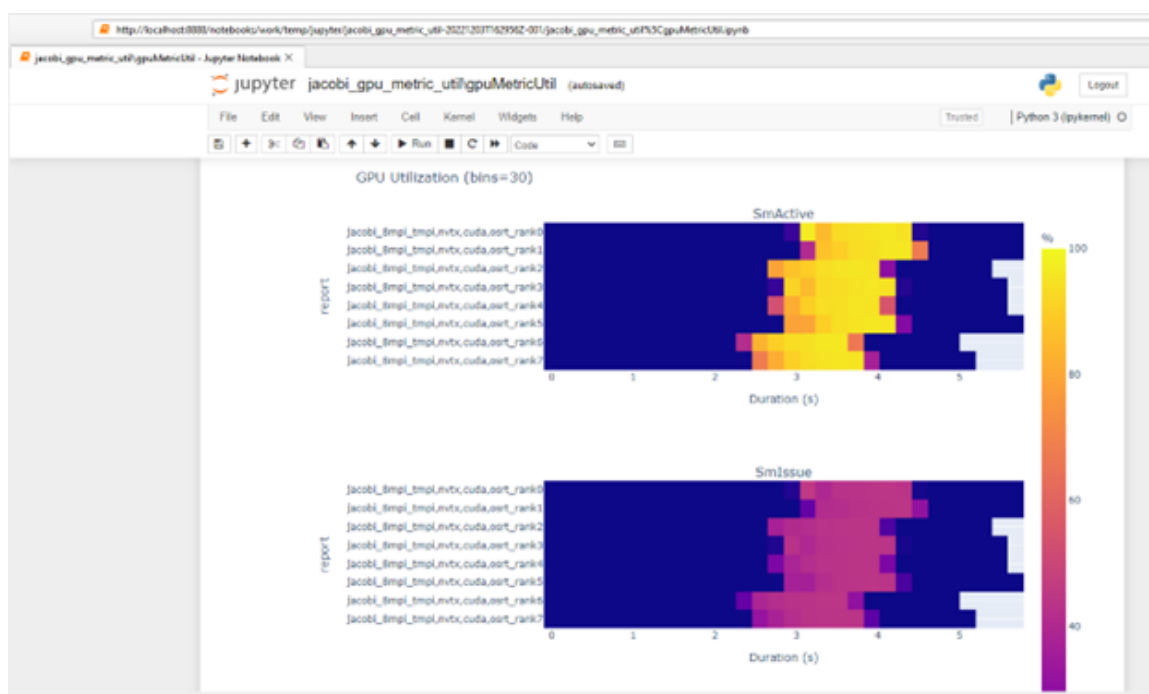 http://localhost:8888/notebooks/work/temp/jupyter/jacobi_gpu_metric_util-20221203T162956Z-001/jacobi_gpu_metric_util%5CgpuMetricUtil.ipynb
jacobi_gpu_metric_util\gpuMetricUtil - Jupyter Notebook
jupyter jacobi_gpu_metric_util\gpuMetricUtil (autosaved) Logout
File Edit View Insert Cell Kernel Widgets Help Trusted Python 3 (ipykernel)
Run Code
GPU Utilization (bins=30)
SmActive
jacobi_8mpi_tmpi,nvtx,cuda,osrt_rank0
jacobi_8mpi_tmpi,nvtx,cuda,osrt_rank1
jacobi_8mpi_tmpi,nvtx,cuda,osrt_rank2
jacobi_8mpi_tmpi,nvtx,cuda,osrt_rank3
jacobi_8mpi_tmpi,nvtx,cuda,osrt_rank4
jacobi_8mpi_tmpi,nvtx,cuda,osrt_rank5
jacobi_8mpi_tmpi,nvtx,cuda,osrt_rank6
jacobi_8mpi_tmpi,nvtx,cuda,osrt_rank7
report
0 1 2 3 4 5
Duration (s)
SmIssue
jacobi_8mpi_tmpi,nvtx,cuda,osrt_rank0
jacobi_8mpi_tmpi,nvtx,cuda,osrt_rank1
jacobi_8mpi_tmpi,nvtx,cuda,osrt_rank2
jacobi_8mpi_tmpi,nvtx,cuda,osrt_rank3
jacobi_8mpi_tmpi,nvtx,cuda,osrt_rank4
jacobi_8mpi_tmpi,nvtx,cuda,osrt_rank5
jacobi_8mpi_tmpi,nvtx,cuda,osrt_rank6
jacobi_8mpi_tmpi,nvtx,cuda,osrt_rank7
report
0 1 2 3 4 5
Duration (s)
%
100
80
60
40